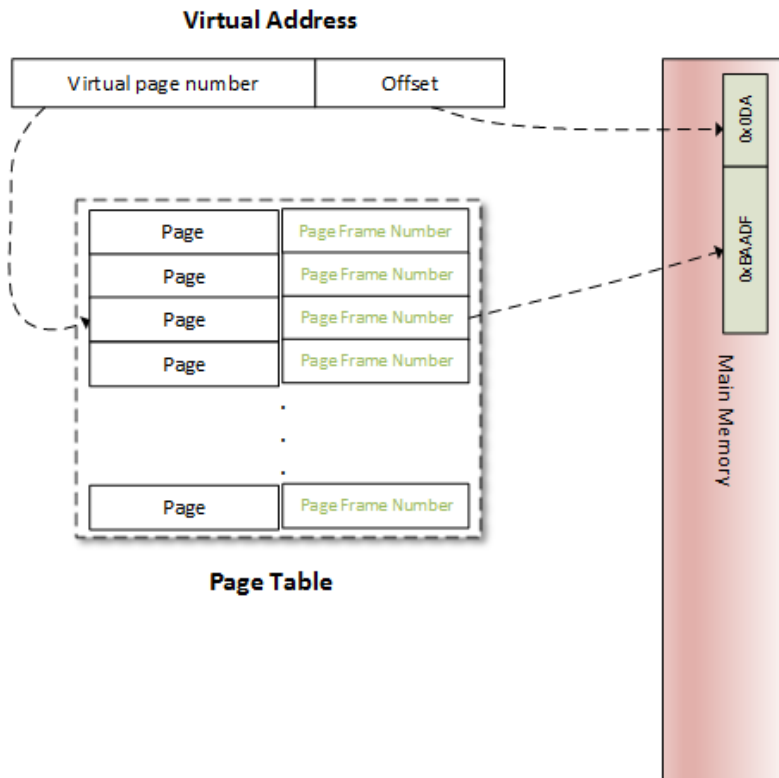 Virtual Address
Virtual page number
Offset
0x0DA
0xBAADF
Main Memory
Page
Page Frame Number
Page
Page Frame Number
Page
Page Frame Number
Page
Page Frame Number
.
.
.
Page
Page Frame Number
Page Table